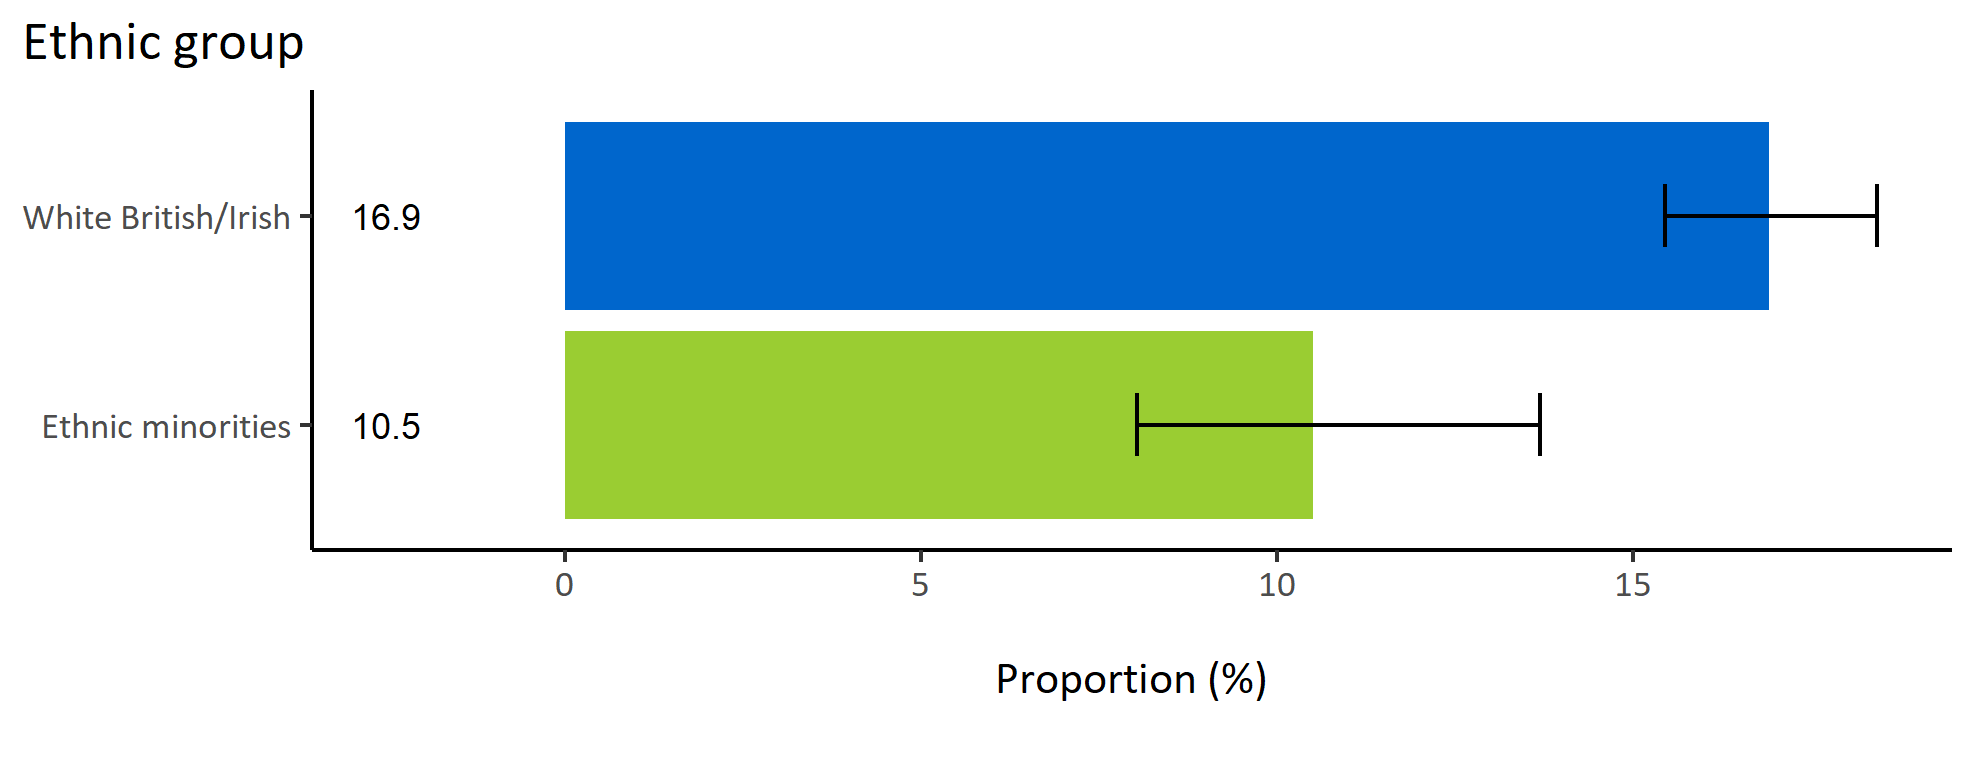 Ethnic group
White British/Irish 16.9
Ethnic minorities 10.5
0 5 10 15
Proportion (%)